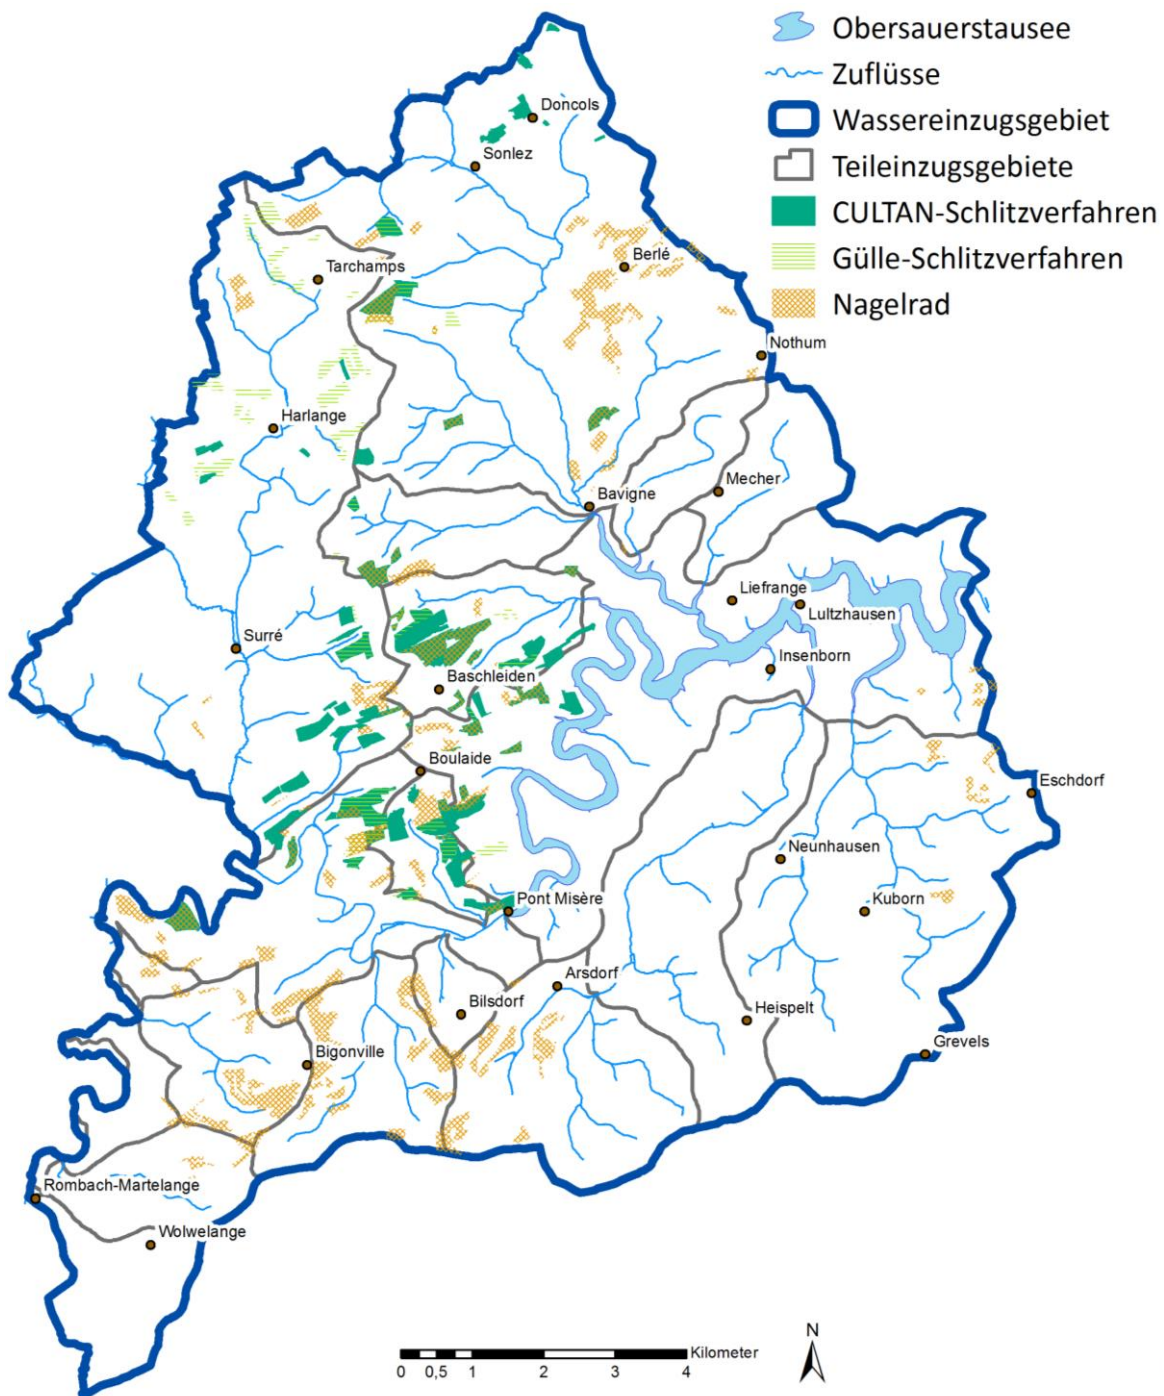 Obersauerstausee
Zuflüsse
Wassereinzugsgebiet
Teileinzugsgebiete
CULTAN-Schlitzverfahren
Gülle-Schlitzverfahren
Nagelrad
Doncols
Sonlez
Berlé
Tarchamps
Nothum
Harlange
Mecher
Bavigne
Liefrange
Lultzhausen
Surré
Insenborn
Baschleiden
Boulaide
Eschdorf
Neunhausen
Kuborn
Pont Misère
Arsdorf
Bilsdorf
Heispelt
Grevels
Bigonville
Rombach-Martelange
Wolwelange
N
Kilometer
0 0,5 1 2 3 4